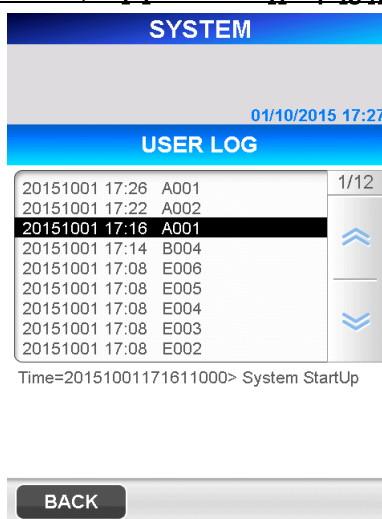 SYSTEM
01/10/2015 17:27
USER LOG
1/12
20151001 17:26 A001
20151001 17:22 A002
20151001 17:16 A001
20151001 17:14 B004
20151001 17:08 E006
20151001 17:08 E005
20151001 17:08 E004
20151001 17:08 E003
20151001 17:08 E002
Time=20151001171611000> System StartUp
BACK